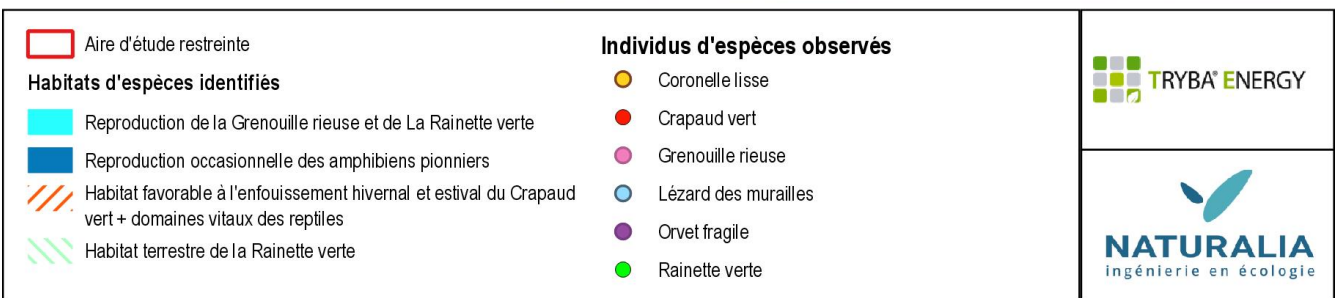 Aire d'étude restreinte
Habitats d'espèces identifiés
Reproduction de la Grenouille rieuse et de La Rainette verte
Reproduction occasionnelle des amphibiens pionniers
Habitat favorable à l'enfouissement hivernal et estival du Crapaud
vert + domaines vitaux des reptiles
Habitat terrestre de la Rainette verte
Individus d'espèces observés
Coronelle lisse
Crapaud vert
Grenouille rieuse
Lézard des murailles
Orvet fragile
Rainette verte
TRYBA® ENERGY
NATURALIA
ingénierie en écologie